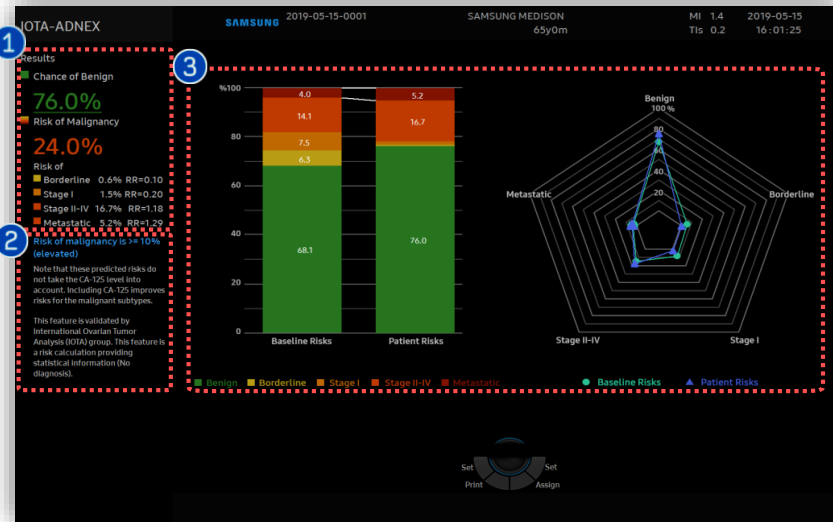 IOTA-ADNEX
SAMSUNG
2019-05-15-0001
SAMSUNG MEDISON
65y0m
MI 1.4
TIs 0.2
2019-05-15
16:01:25
1
Results
Chance of Benign
76.0%
Risk of Malignancy
24.0%
Risk of
Borderline 0.6% RR=0.10
Stage I 1.5% RR=0.20
Stage II-IV 16.7% RR=1.18
Metastatic 5.2% RR=1.29
2
Risk of malignancy is >= 10%
(elevated)
Note that these predicted risks do
not take the CA-125 level into
account. Including CA-125 improves
risks for the malignant subtypes.
This feature is validated by
International Ovarian Tumor
Analysis (IOTA) group. This feature is
a risk calculation providing
statistical information (No
diagnosis).
3
%100
80
60
40
20
0
4.0
14.1
7.5
6.3
68.1
5.2
16.7
76.0
Baseline Risks
Patient Risks
Benign
Borderline
Stage I
Stage II-IV
Metastatic
Benign
100 %
80
60
40
20
Metastatic
Borderline
Stage II-IV
Stage I
Baseline Risks
Patient Risks
Set
Set
Print
Assign